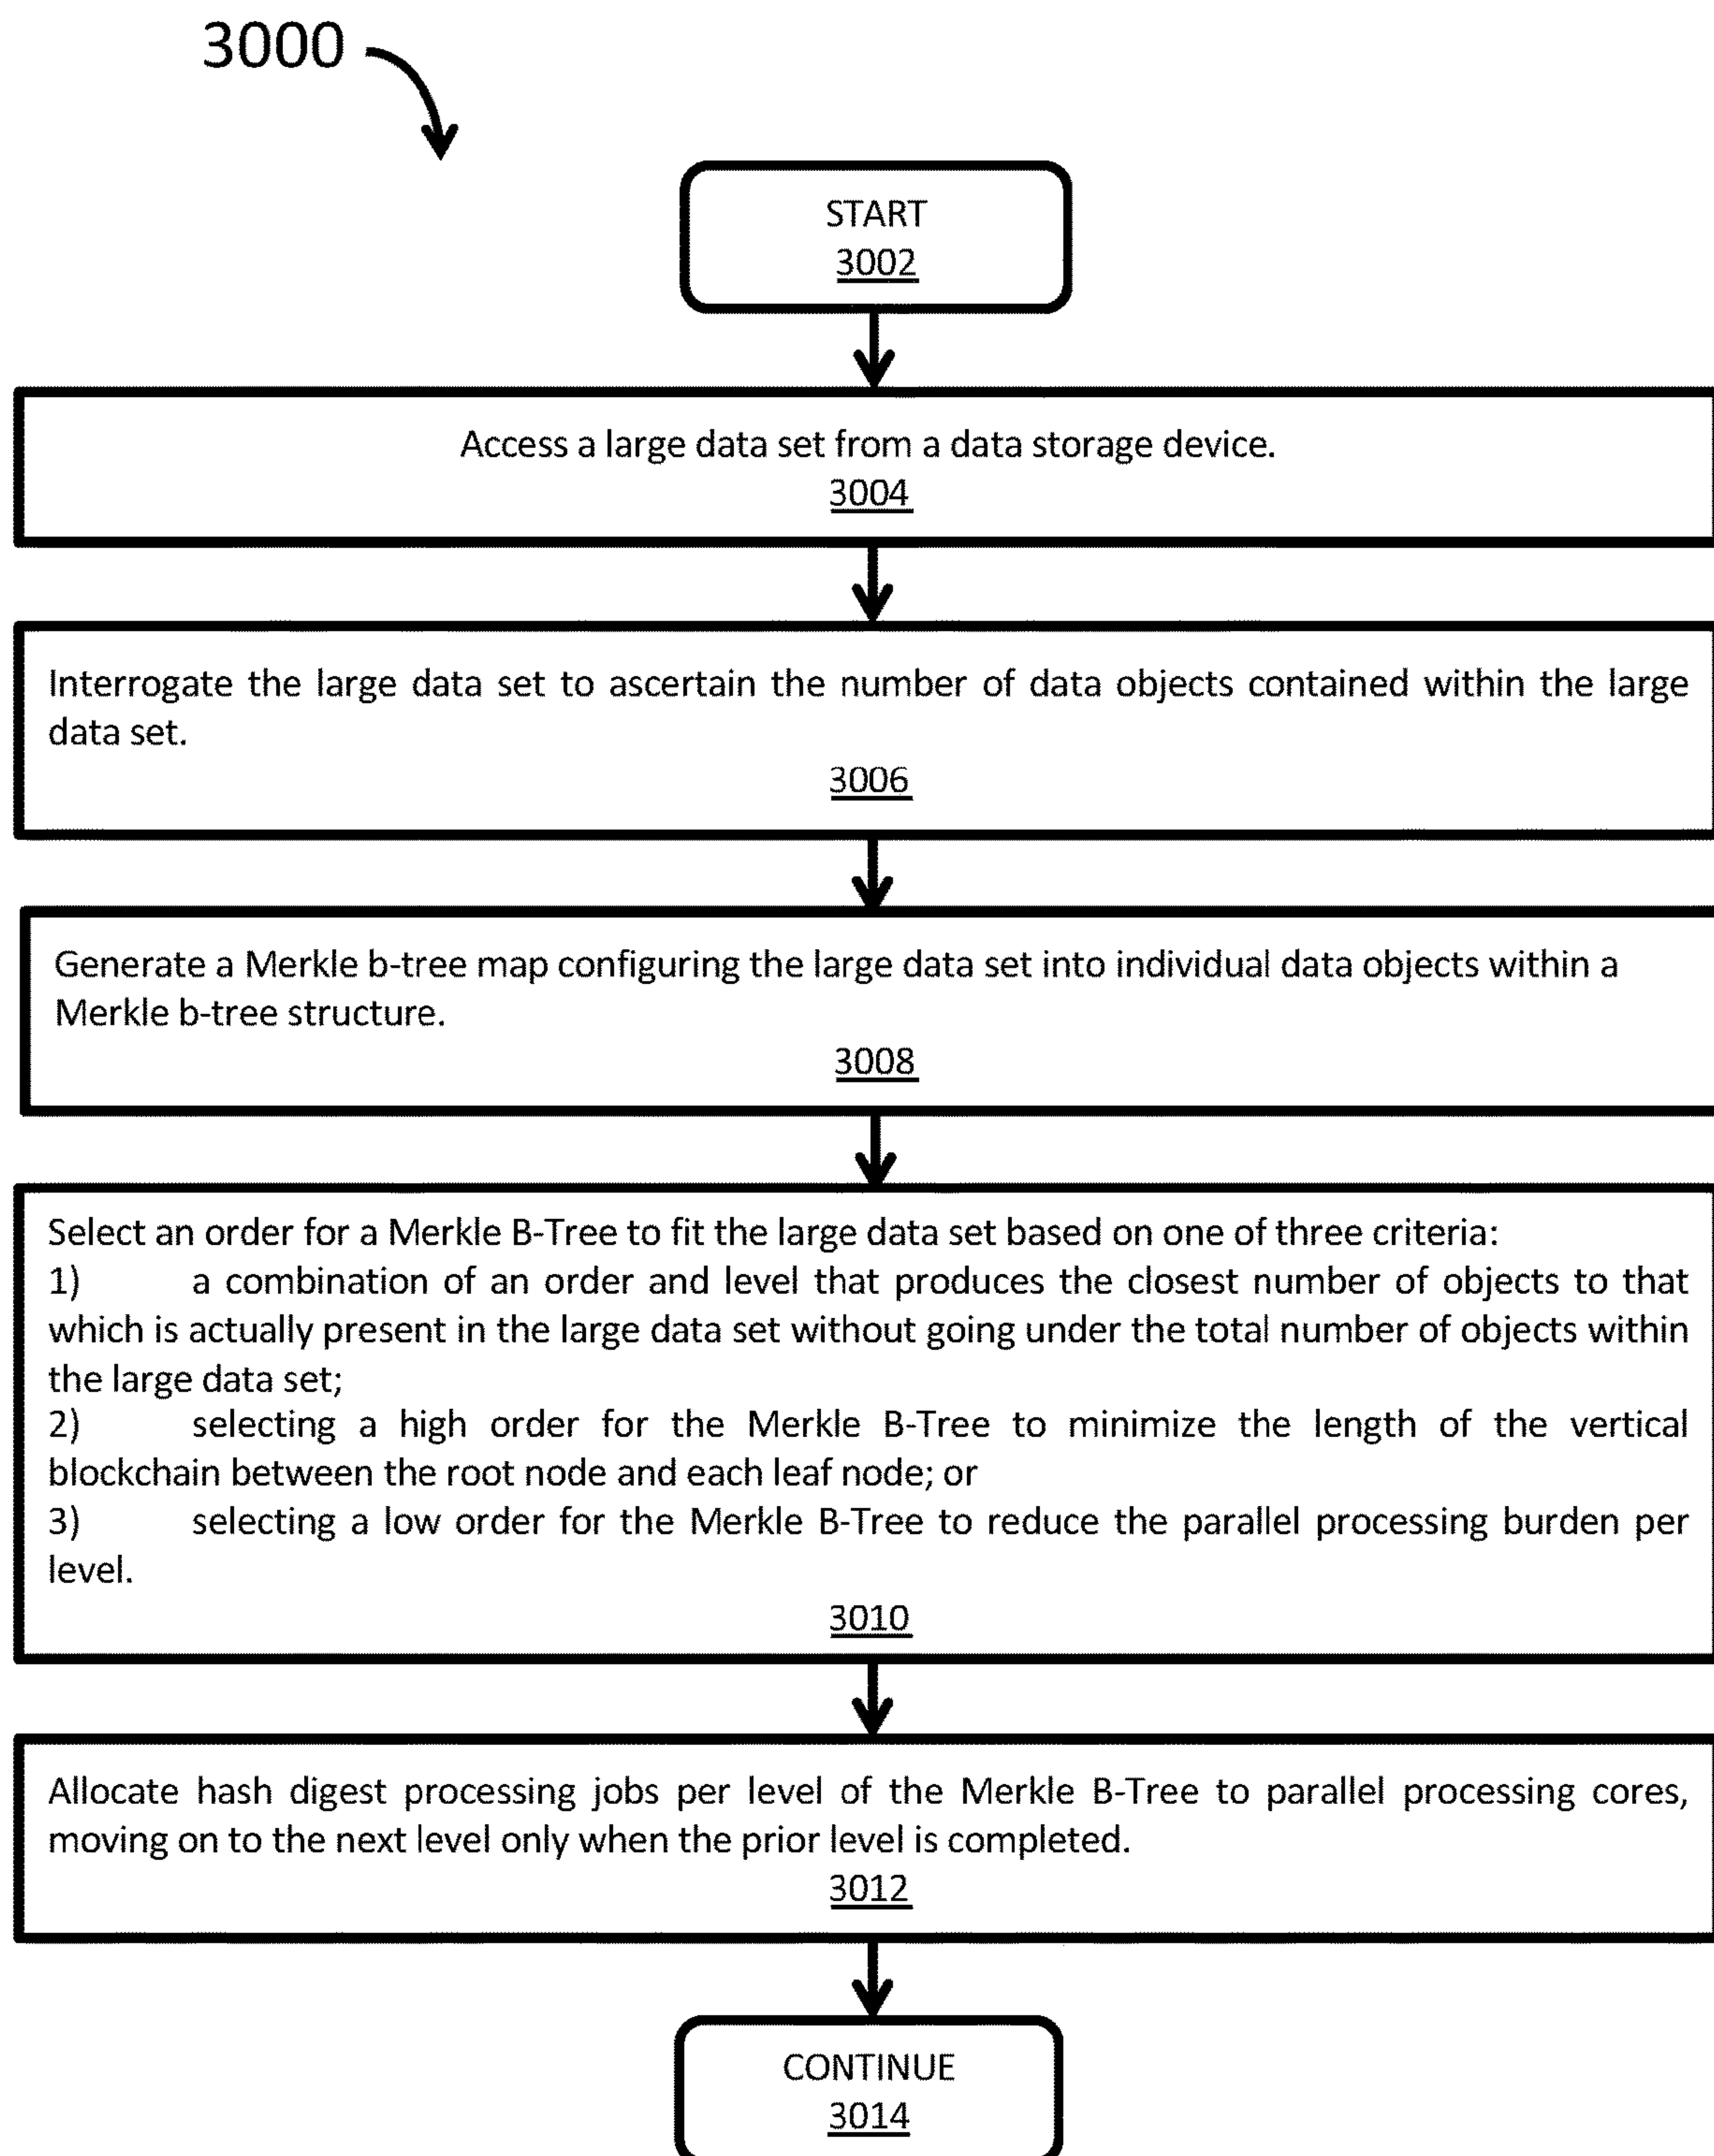 3000
START
3002
Access a large data set from a data storage device.
3004
Interrogate the large data set to ascertain the number of data objects contained within the large
data set.
3006
Generate a Merkle b-tree map configuring the large data set into individual data objects within a
Merkle b-tree structure.
3008
Select an order for a Merkle B-Tree to fit the large data set based on one of three criteria:
1) a combination of an order and level that produces the closest number of objects to that
which is actually present in the large data set without going under the total number of objects within
the large data set;
2) selecting a high order for the Merkle B-Tree to minimize the length of the vertical
blockchain between the root node and each leaf node; or
3) selecting a low order for the Merkle B-Tree to reduce the parallel processing burden per
level.
3010
Allocate hash digest processing jobs per level of the Merkle B-Tree to parallel processing cores,
moving on to the next level only when the prior level is completed.
3012
CONTINUE
3014